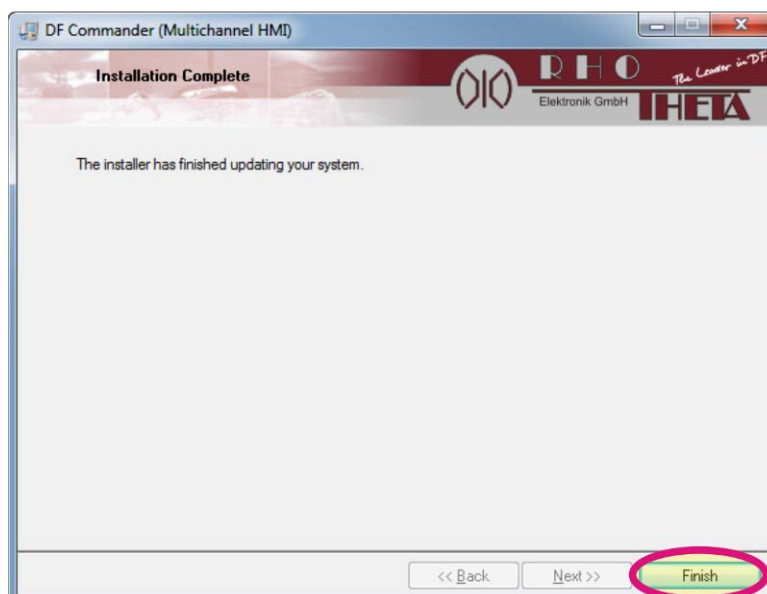 DF Commander (Multichannel HMI)
Installation Complete
RHO
The Leader in DF
Elektronik GmbH
THETA
The installer has finished updating your system.
<< Back
Next >>
Finish